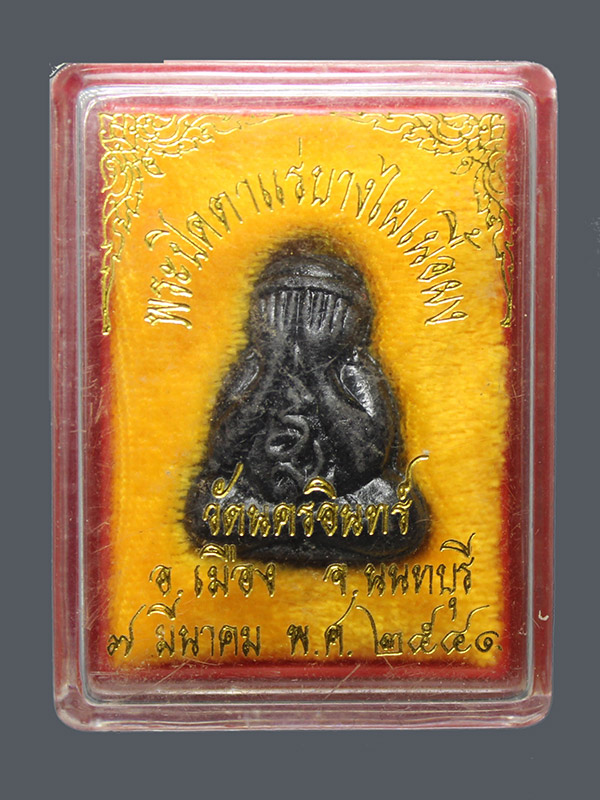 พระปิดตาแร่บางไผ่เนื้อผง
วัดนครอินทร์
อ.เมือง จ.นนทบุรี
๗ มีนาคม พ.ศ. ๒๕๔๑